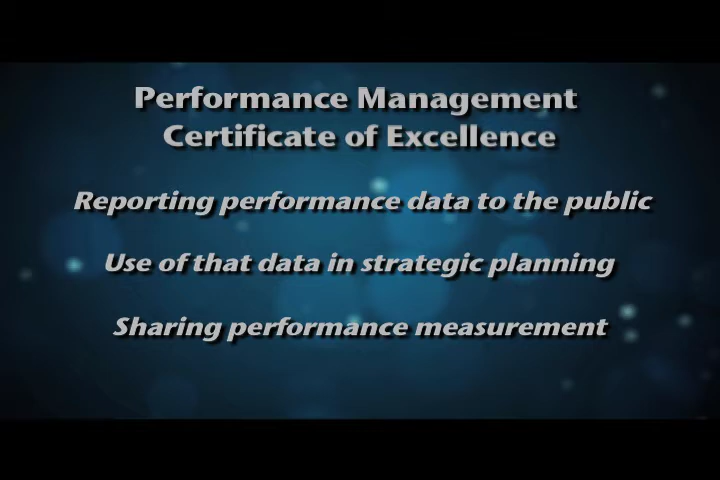 Performance Management
Certificate of Excellence
Reporting performance data to the public
Use of that data in strategic planning
Sharing performance measurement